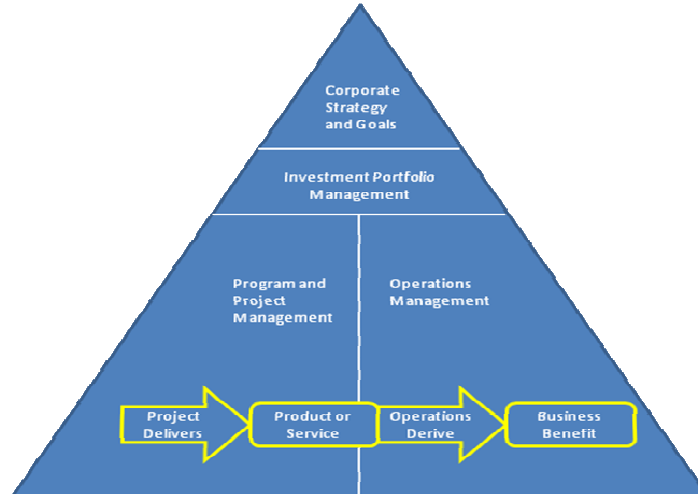 Corporate
Strategy
and Goals
Investment Portfolio
Management
Program and
Project
Management
Operations
Management
Project
Delivers
Product or
Service
Operations
Derive
Business
Benefit